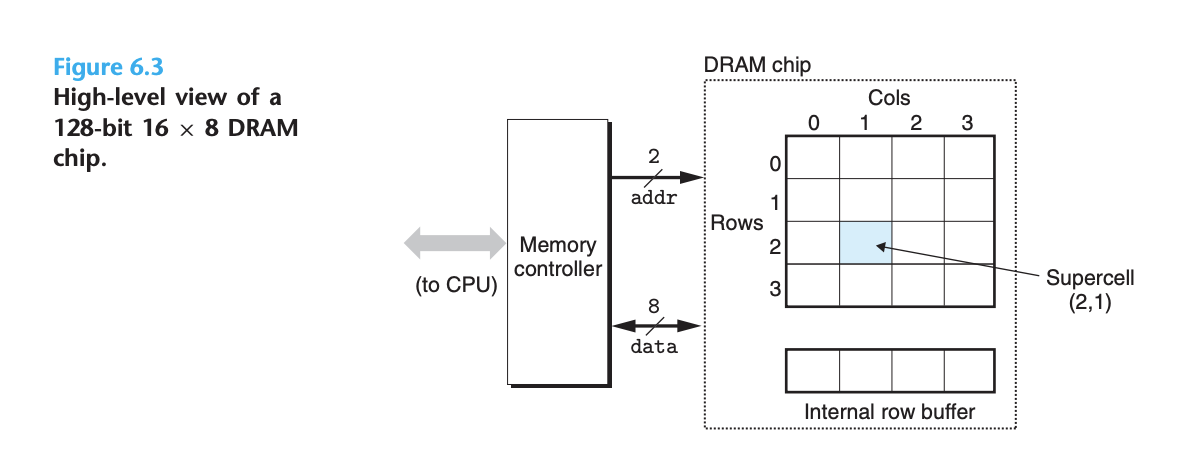 Figure 6.3
High-level view of a
128-bit 16 × 8 DRAM
chip.
DRAM chip
Cols
0 1 2 3
0
1
Rows
2
3
2
addr
Memory
controller
(to CPU)
8
data
Supercell
(2,1)
Internal row buffer